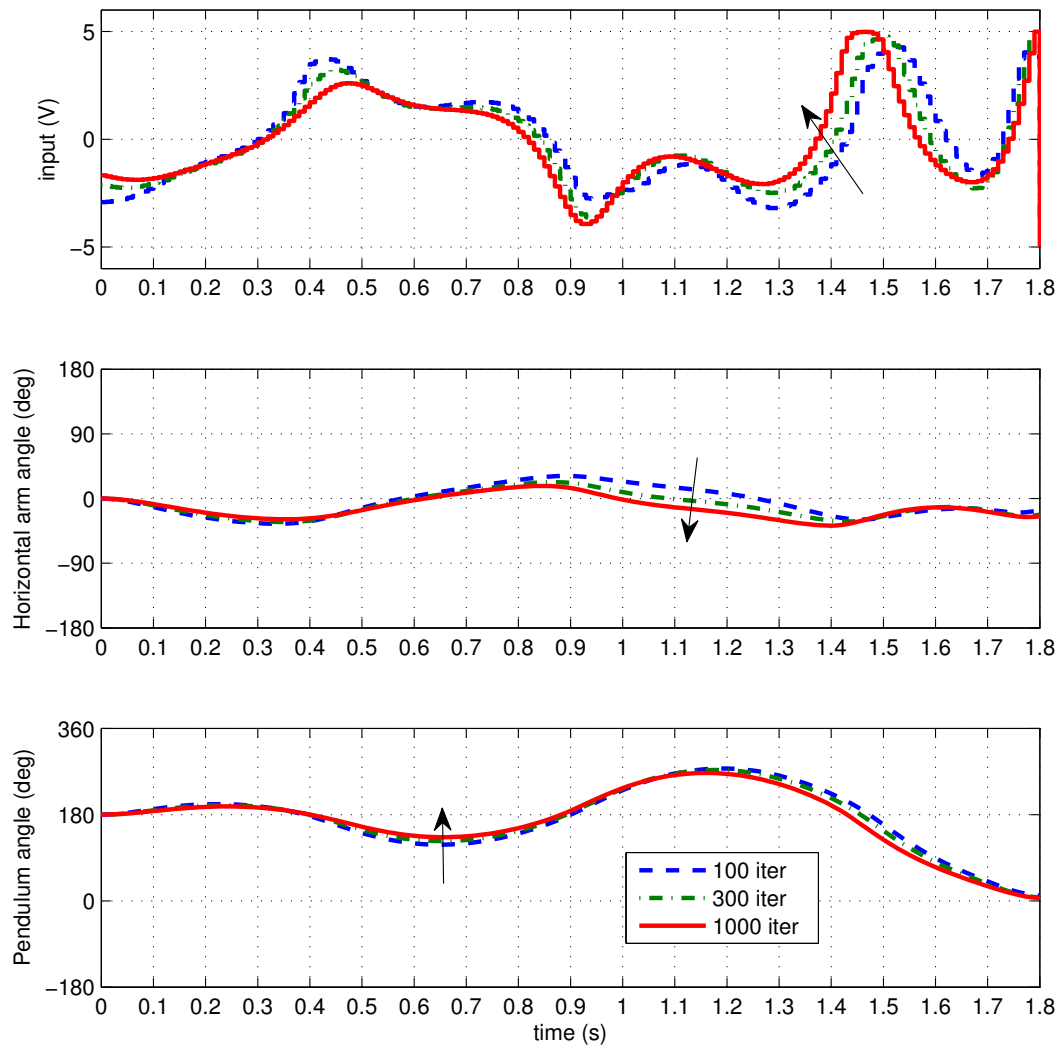 input (V)
5
0
−5
0 0.1 0.2 0.3 0.4 0.5 0.6 0.7 0.8 0.9 1 1.1 1.2 1.3 1.4 1.5 1.6 1.7 1.8
Horizontal arm angle (deg)
180
90
0
−90
−180
0 0.1 0.2 0.3 0.4 0.5 0.6 0.7 0.8 0.9 1 1.1 1.2 1.3 1.4 1.5 1.6 1.7 1.8
Pendulum angle (deg)
360
180
0
−180
100 iter
300 iter
1000 iter
0 0.1 0.2 0.3 0.4 0.5 0.6 0.7 0.8 0.9 1 1.1 1.2 1.3 1.4 1.5 1.6 1.7 1.8
time (s)